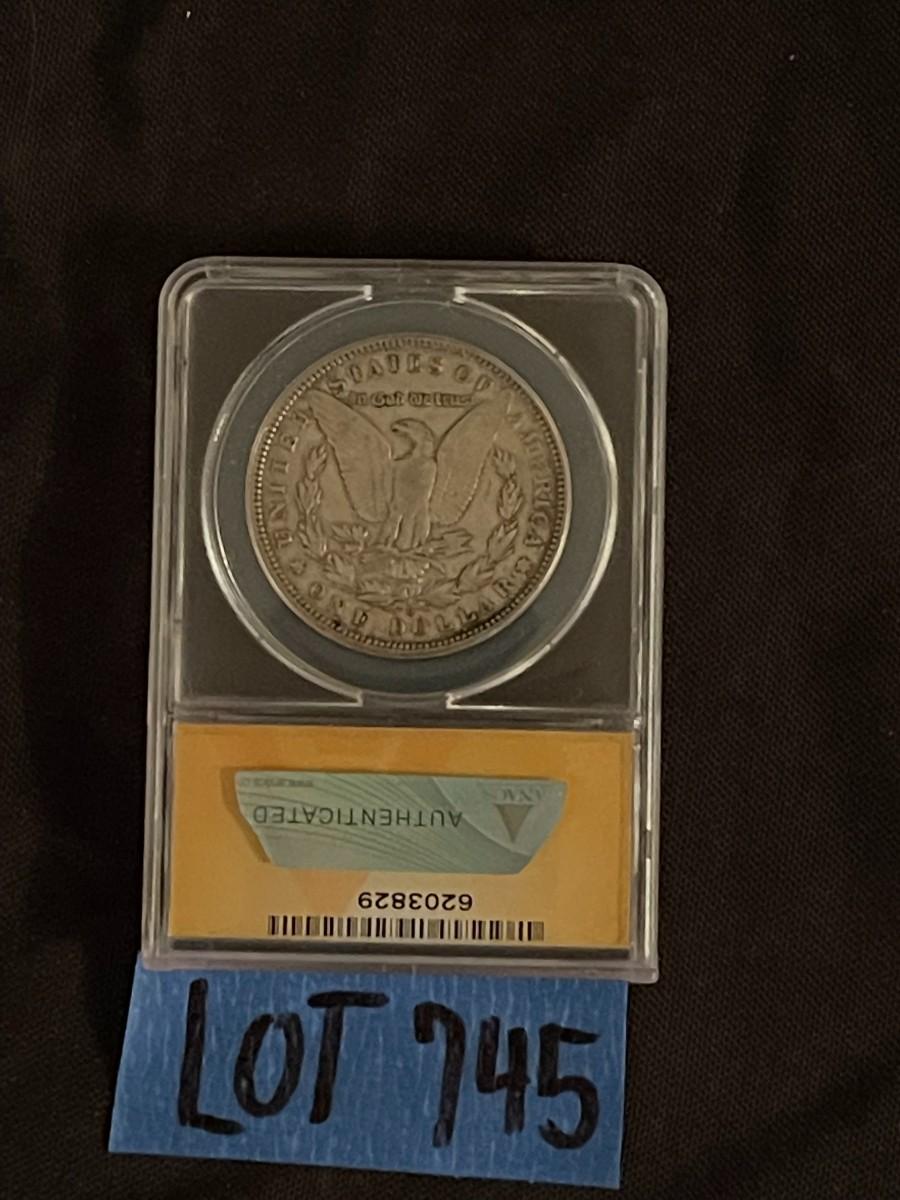 UNITED STATES OF AMERICA
In God We trust
ONE DOLLAR
ANACS
AUTHENTICATED
6203829
LOT 745